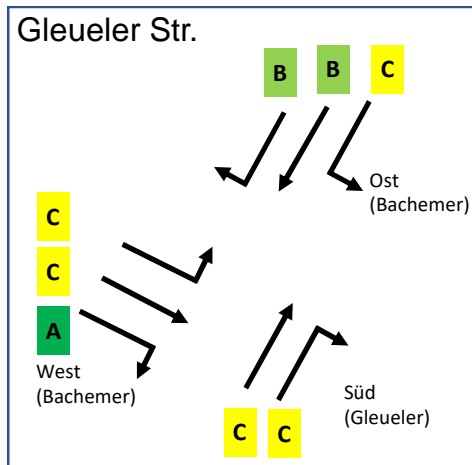 Gleueler Str.
B B C
Ost
(Bachemer)
C
C
A
West
(Bachemer)
Süd
(Gleueler)
C C